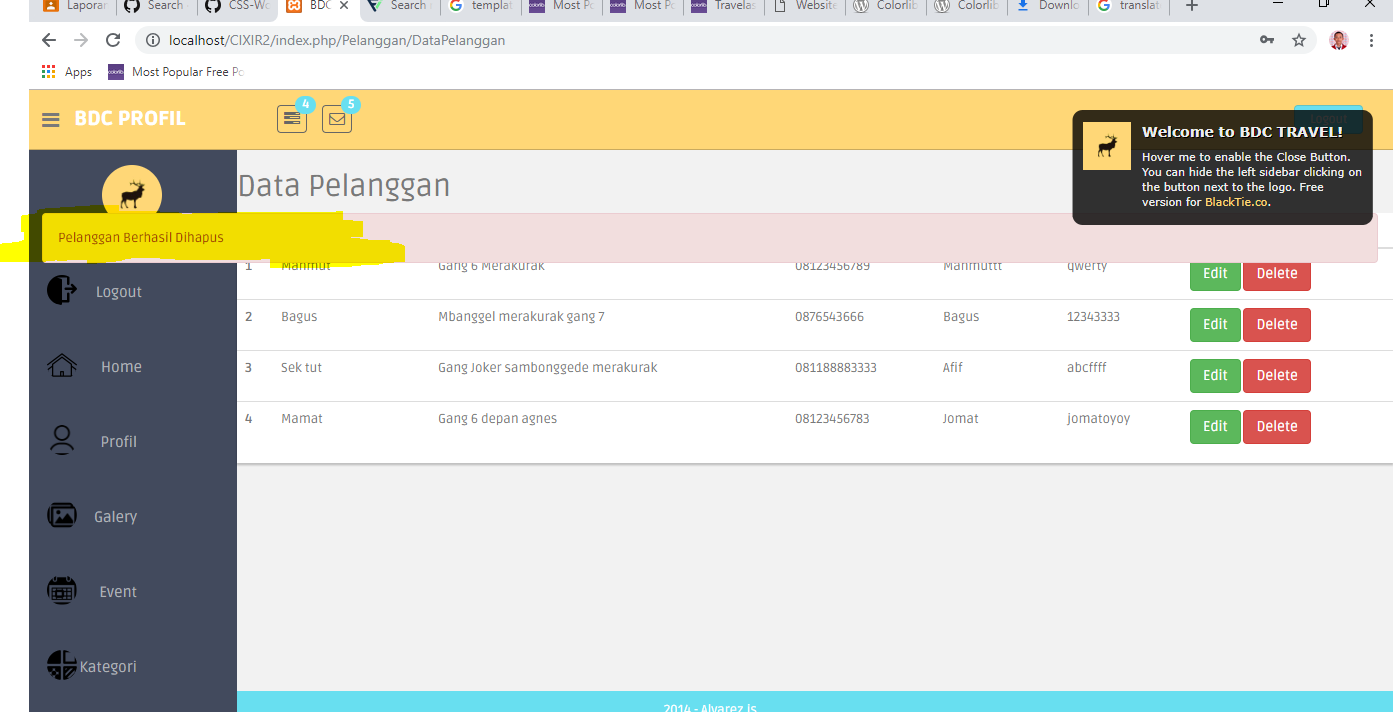 Laporan
Search
CSS-Wo
BDC
Search
templat
Most Po
Most Po
Travelas
Website
Colorlib
Colorlib
Downlo
translat
localhost/CIXIR2/index.php/Pelanggan/DataPelanggan
Apps
Most Popular Free Po
BDC PROFIL
4
5
Logout
Welcome to BDC TRAVEL!
Hover me to enable the Close Button.
You can hide the left sidebar clicking on
the button next to the logo. Free
version for BlackTie.co.
Data Pelanggan
Pelanggan Berhasil Dihapus
1 Mahmut Gang 6 Merakurak 08123456789 Mahmuttt qwerty Edit Delete
2 Bagus Mbanggel merakurak gang 7 0876543666 Bagus 12343333 Edit Delete
3 Sek tut Gang Joker sambonggede merakurak 081188883333 Afif abcffff Edit Delete
4 Mamat Gang 6 depan agnes 08123456783 Jomat jomatoyoy Edit Delete
Logout
Home
Profil
Galery
Event
Kategori
2014 - Alvarez.is